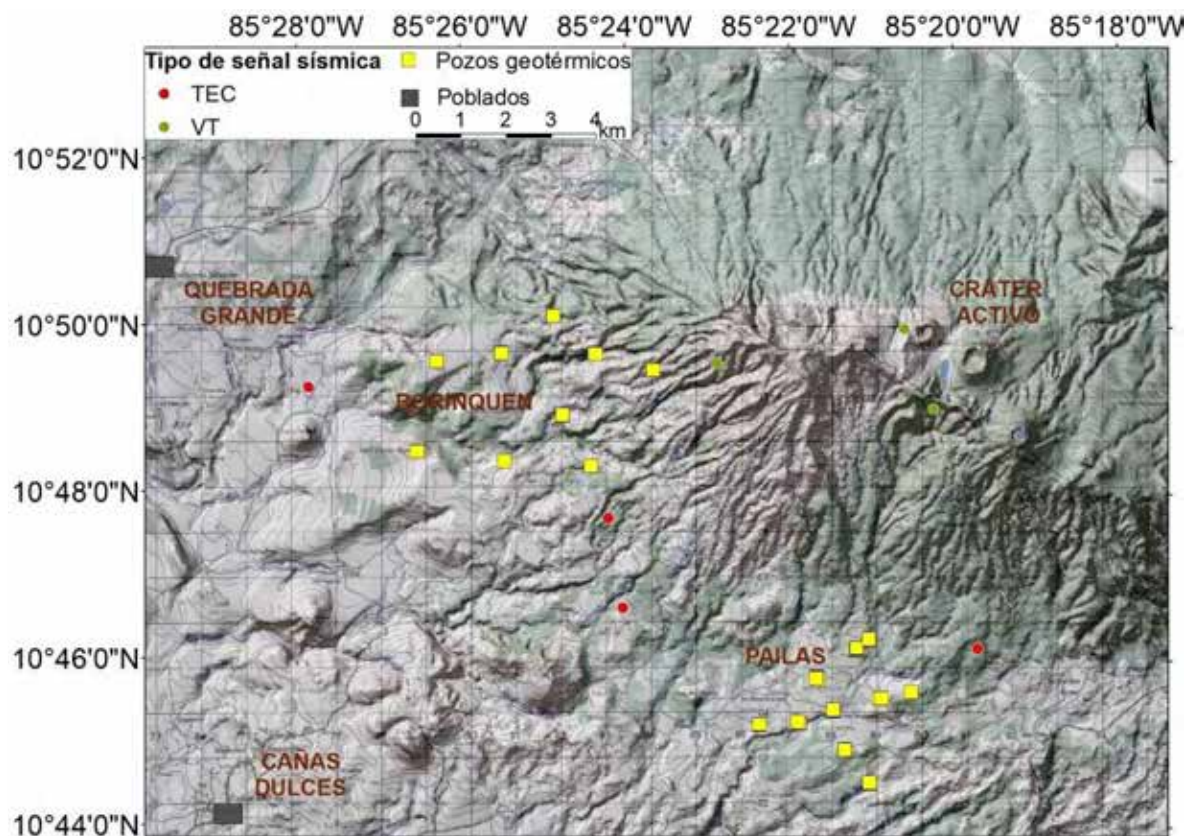 85°28'0"W
85°26'0"W
85°24'0"W
85°22'0"W
85°20'0"W
85°18'0"W
Tipo de señal sísmica
TEC
VT
Pozos geotérmicos
Poblados
0 1 2 3 4 km
10°52'0"N
10°50'0"N
10°48'0"N
10°46'0"N
10°44'0"N
QUEBRADA
GRANDE
CRÁTER
ACTIVO
BORINQUEN
PAILAS
CAÑAS
DULCES